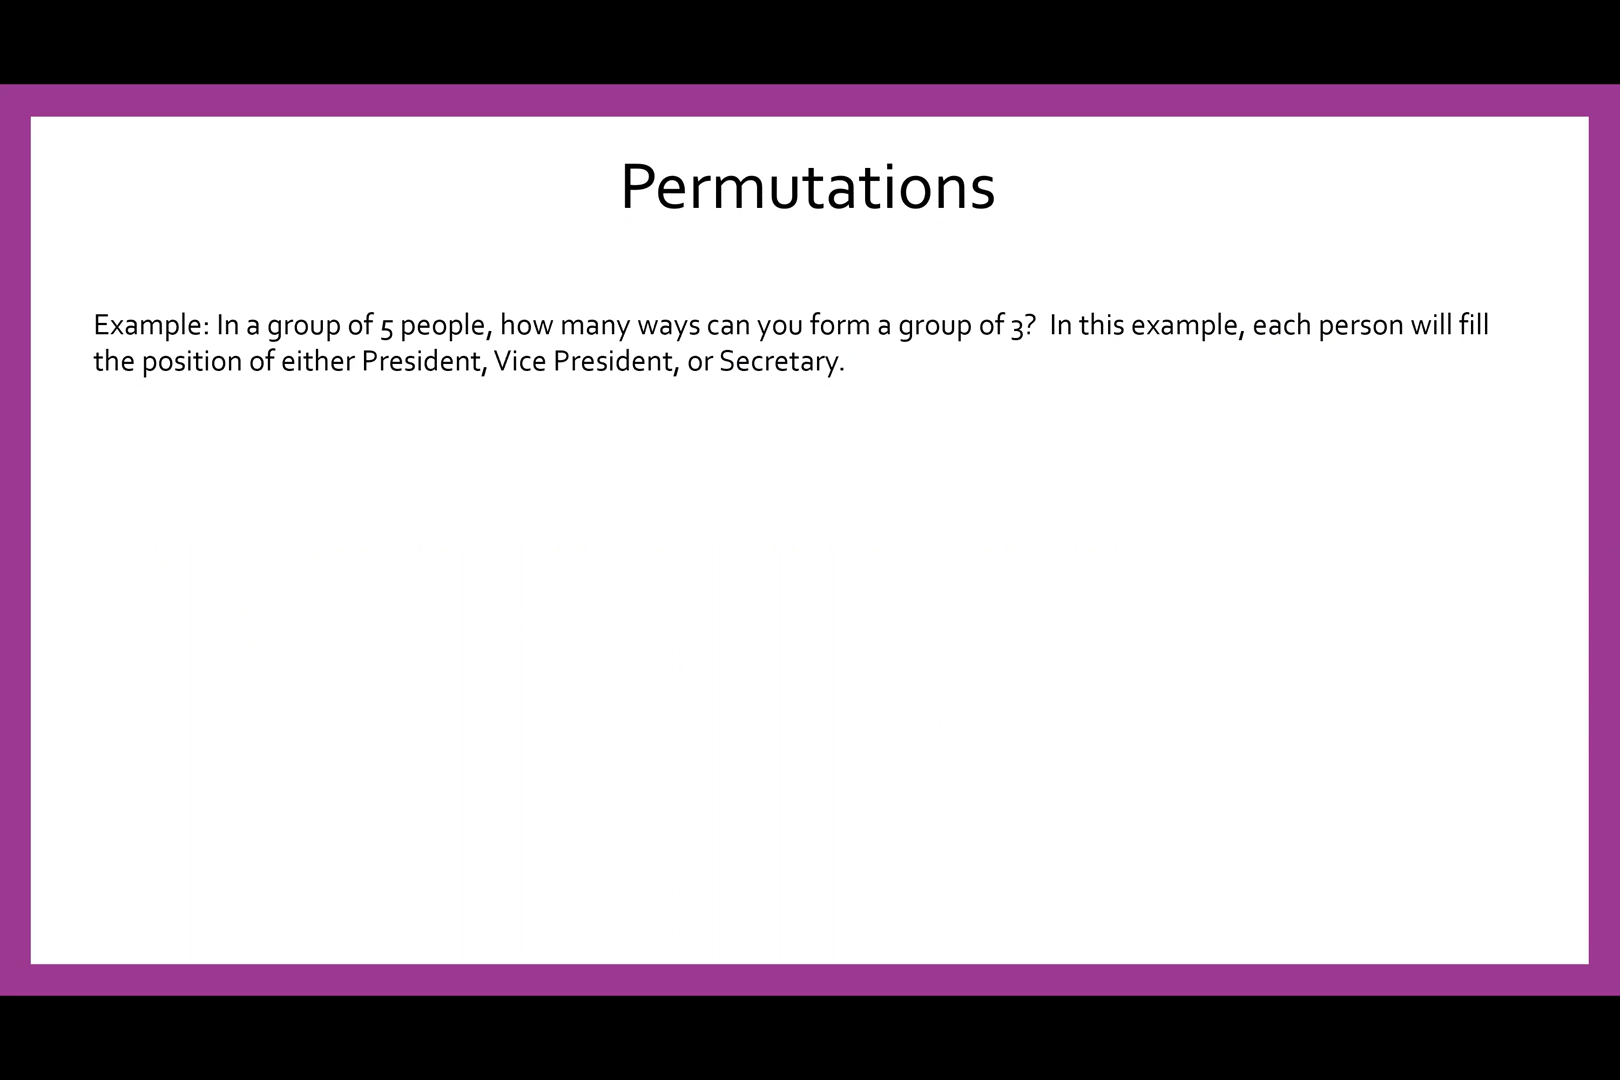 Permutations
Example: In a group of 5 people, how many ways can you form a group of 3?  In this example, each person will fill
the position of either President, Vice President, or Secretary.